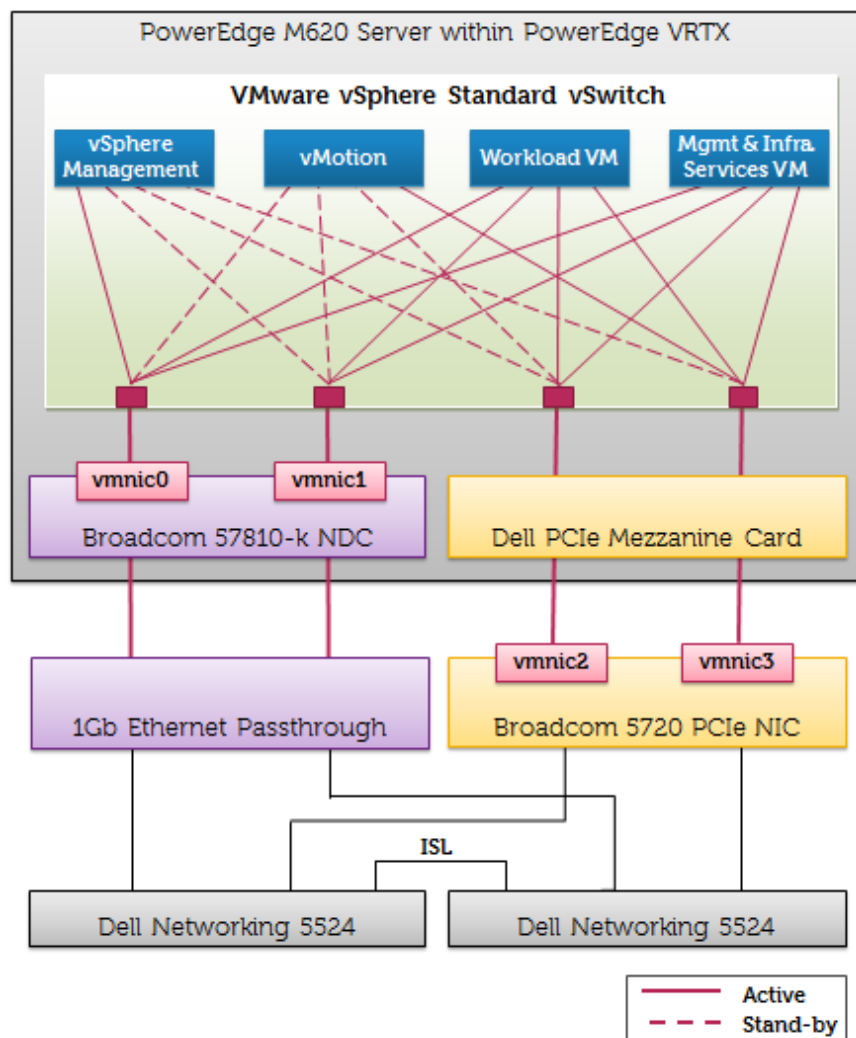 PowerEdge M620 Server within PowerEdge VRTX
VMware vSphere Standard vSwitch
vSphere
Management
vMotion
Workload VM
Mgmt & Infra.
Services VM
vmnic0
vmnic1
Broadcom 57810-k NDC
Dell PCIe Mezzanine Card
1Gb Ethernet Passthrough
vmnic2
vmnic3
Broadcom 5720 PCIe NIC
ISL
Dell Networking 5524
Dell Networking 5524
Active
Stand-by